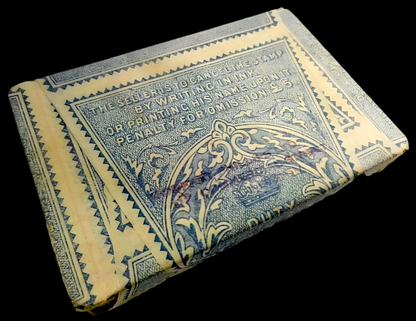 THE SELLER IS TO CANCEL THE STAMP
BY WRITING IN INK
OR PRINTING HIS NAME UPON IT
PENALTY FOR OMISSION £5
DUTY